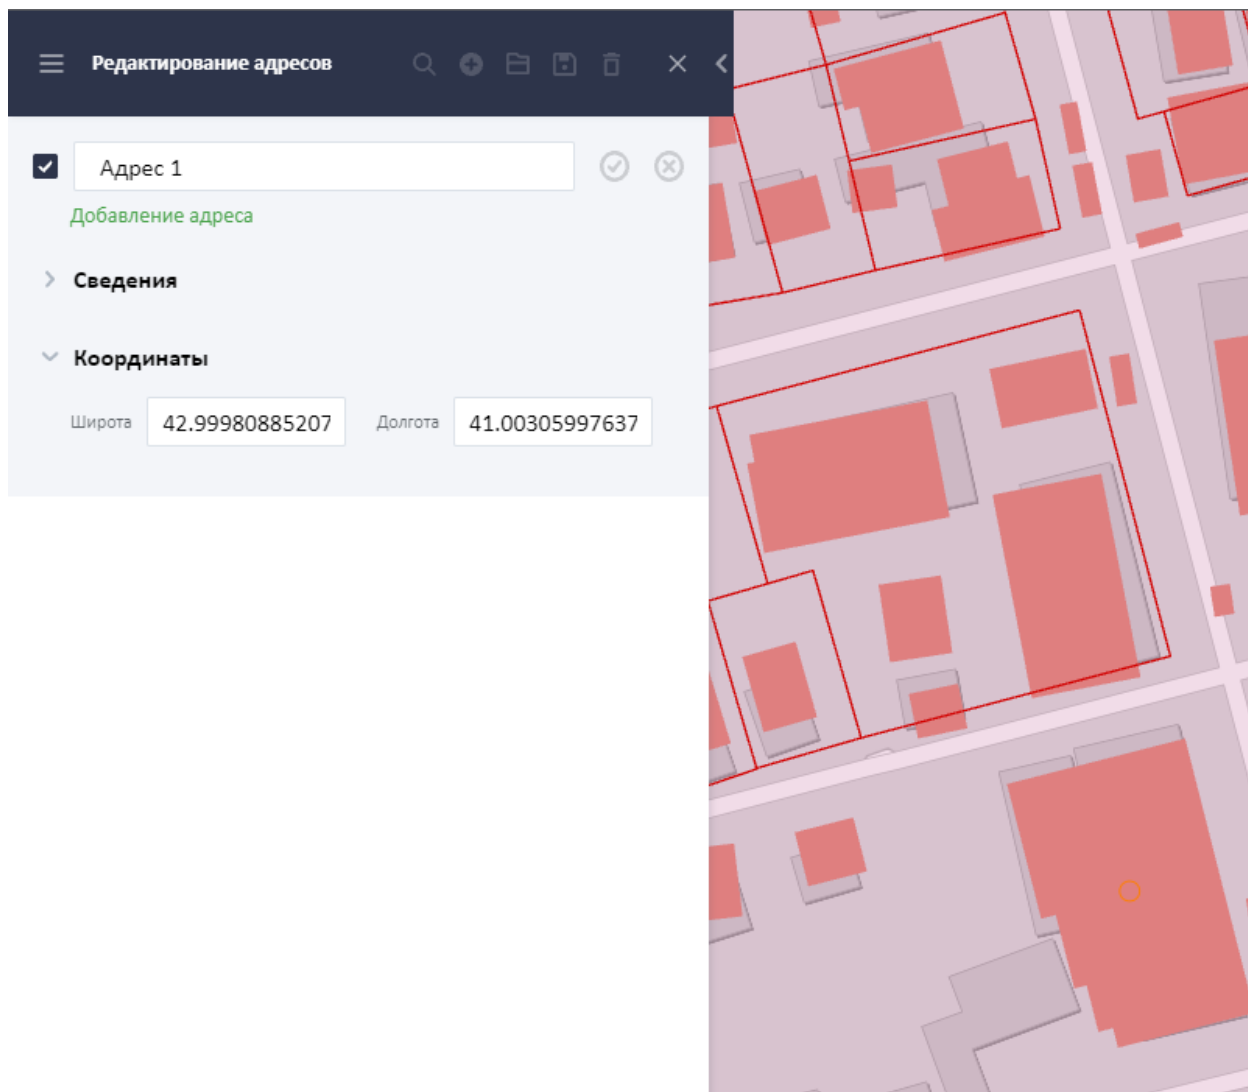 Редактирование адресов
Адрес 1
Добавление адреса
Сведения
Координаты
Широта 42.99980885207 Долгота 41.00305997637